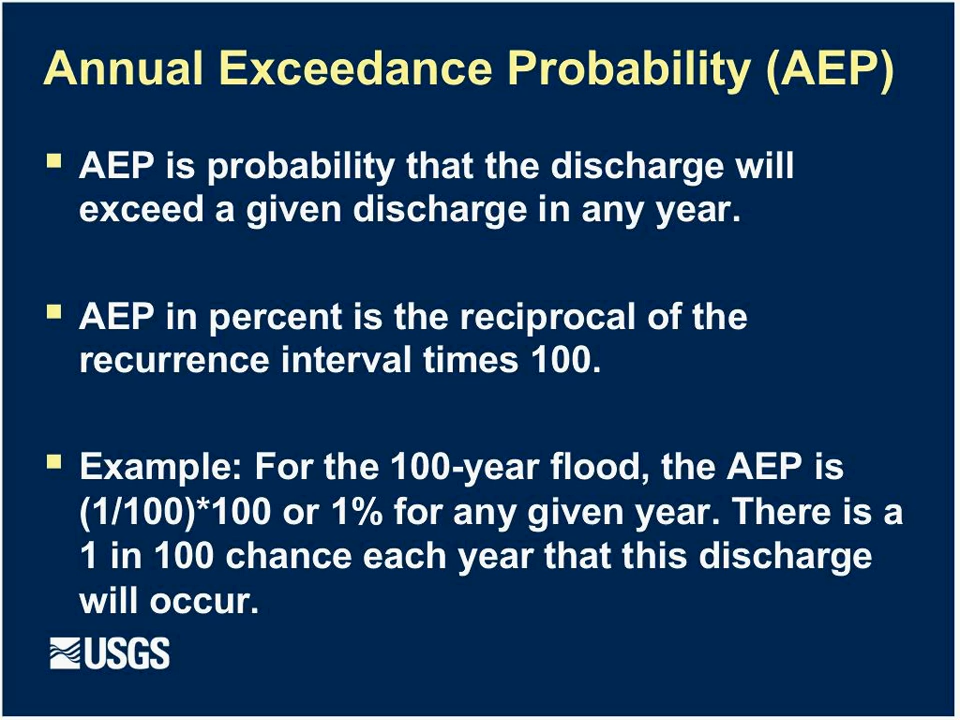 Annual Exceedance Probability (AEP)
▪ AEP is probability that the discharge will
exceed a given discharge in any year.
▪ AEP in percent is the reciprocal of the
recurrence interval times 100.
▪ Example: For the 100-year flood, the AEP is
(1/100)*100 or 1% for any given year. There is a
1 in 100 chance each year that this discharge
will occur.
USGS